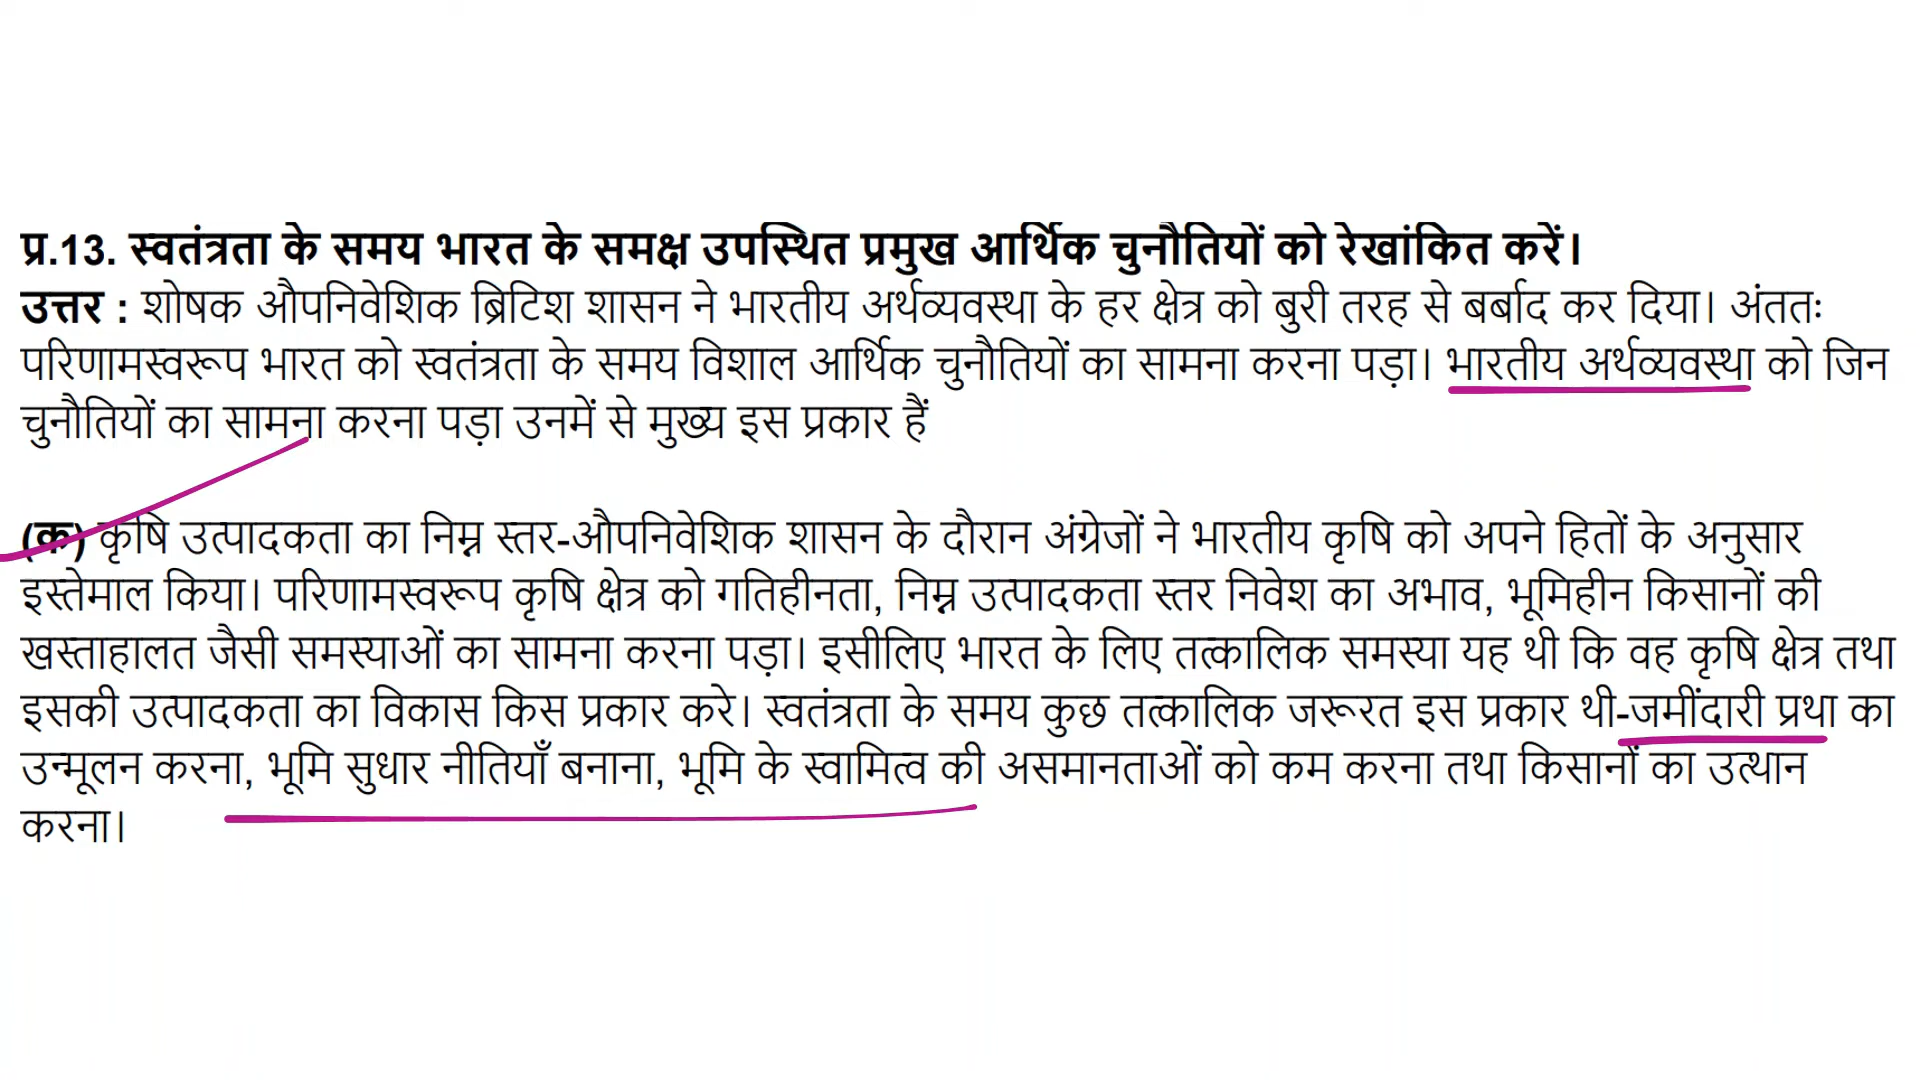 प्र.13. स्वतंत्रता के समय भारत के समक्ष उपस्थित प्रमुख आर्थिक चुनौतियों को रेखांकित करें।
उत्तर : शोषक औपनिवेशिक ब्रिटिश शासन ने भारतीय अर्थव्यवस्था के हर क्षेत्र को बुरी तरह से बर्बाद कर दिया। अंततः
परिणामस्वरूप भारत को स्वतंत्रता के समय विशाल आर्थिक चुनौतियों का सामना करना पड़ा। भारतीय अर्थव्यवस्था को जिन
चुनौतियों का सामना करना पड़ा उनमें से मुख्य इस प्रकार हैं
(क) कृषि उत्पादकता का निम्न स्तर-औपनिवेशिक शासन के दौरान अंग्रेजों ने भारतीय कृषि को अपने हितों के अनुसार
इस्तेमाल किया। परिणामस्वरूप कृषि क्षेत्र को गतिहीनता, निम्न उत्पादकता स्तर निवेश का अभाव, भूमिहीन किसानों की
खस्ताहालत जैसी समस्याओं का सामना करना पड़ा। इसीलिए भारत के लिए तत्कालिक समस्या यह थी कि वह कृषि क्षेत्र तथा
इसकी उत्पादकता का विकास किस प्रकार करे। स्वतंत्रता के समय कुछ तत्कालिक जरूरत इस प्रकार थी-जमींदारी प्रथा का
उन्मूलन करना, भूमि सुधार नीतियाँ बनाना, भूमि के स्वामित्व की असमानताओं को कम करना तथा किसानों का उत्थान
करना।